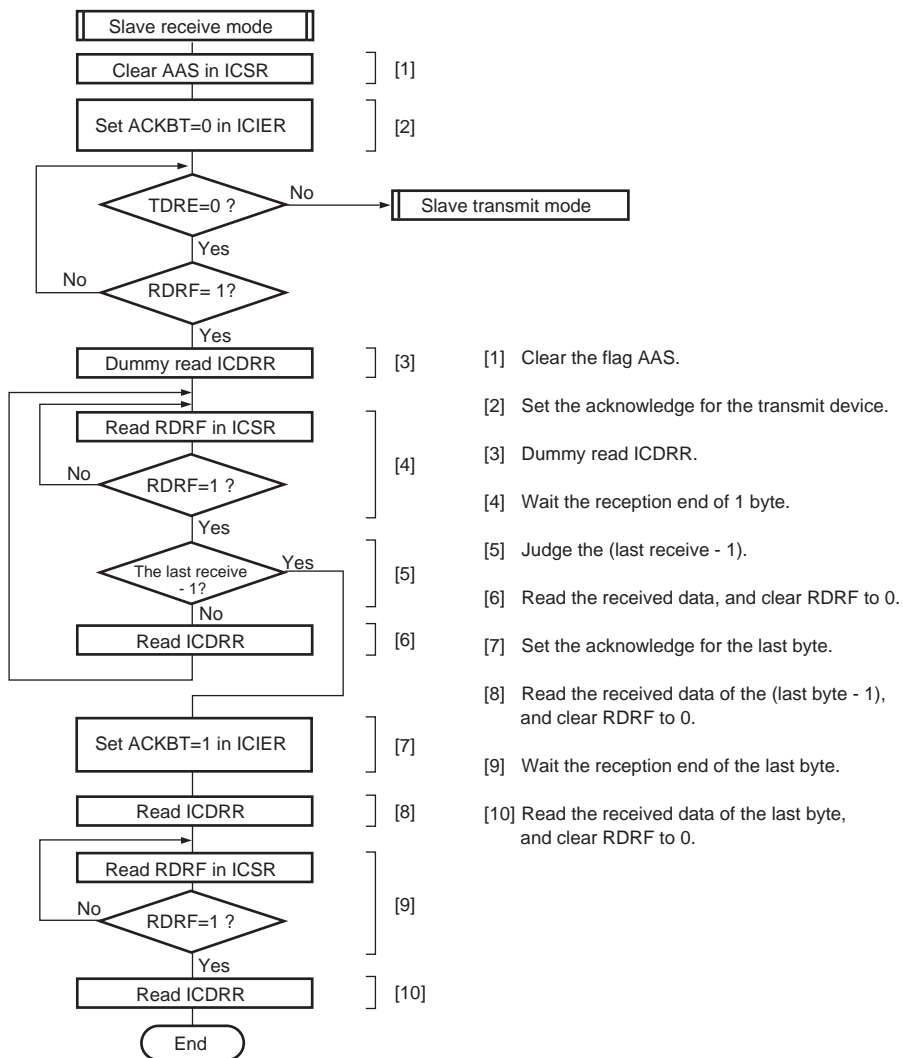 Slave receive mode
Clear AAS in ICSR
[1]
Set ACKBT=0 in ICIER
[2]
TDRE=0 ?
No
Slave transmit mode
Yes
No
RDRF= 1?
Yes
Dummy read ICDRR
[3]
Read RDRF in ICSR
[4]
No
RDRF=1 ?
Yes
The last receive
- 1?
Yes
[5]
No
Read ICDRR
[6]
Set ACKBT=1 in ICIER
[7]
Read ICDRR
[8]
Read RDRF in ICSR
[9]
No
RDRF=1 ?
Yes
Read ICDRR
[10]
End
[1] Clear the flag AAS.
[2] Set the acknowledge for the transmit device.
[3] Dummy read ICDRR.
[4] Wait the reception end of 1 byte.
[5] Judge the (last receive - 1).
[6] Read the received data, and clear RDRF to 0.
[7] Set the acknowledge for the last byte.
[8] Read the received data of the (last byte - 1),
and clear RDRF to 0.
[9] Wait the reception end of the last byte.
[10] Read the received data of the last byte,
and clear RDRF to 0.